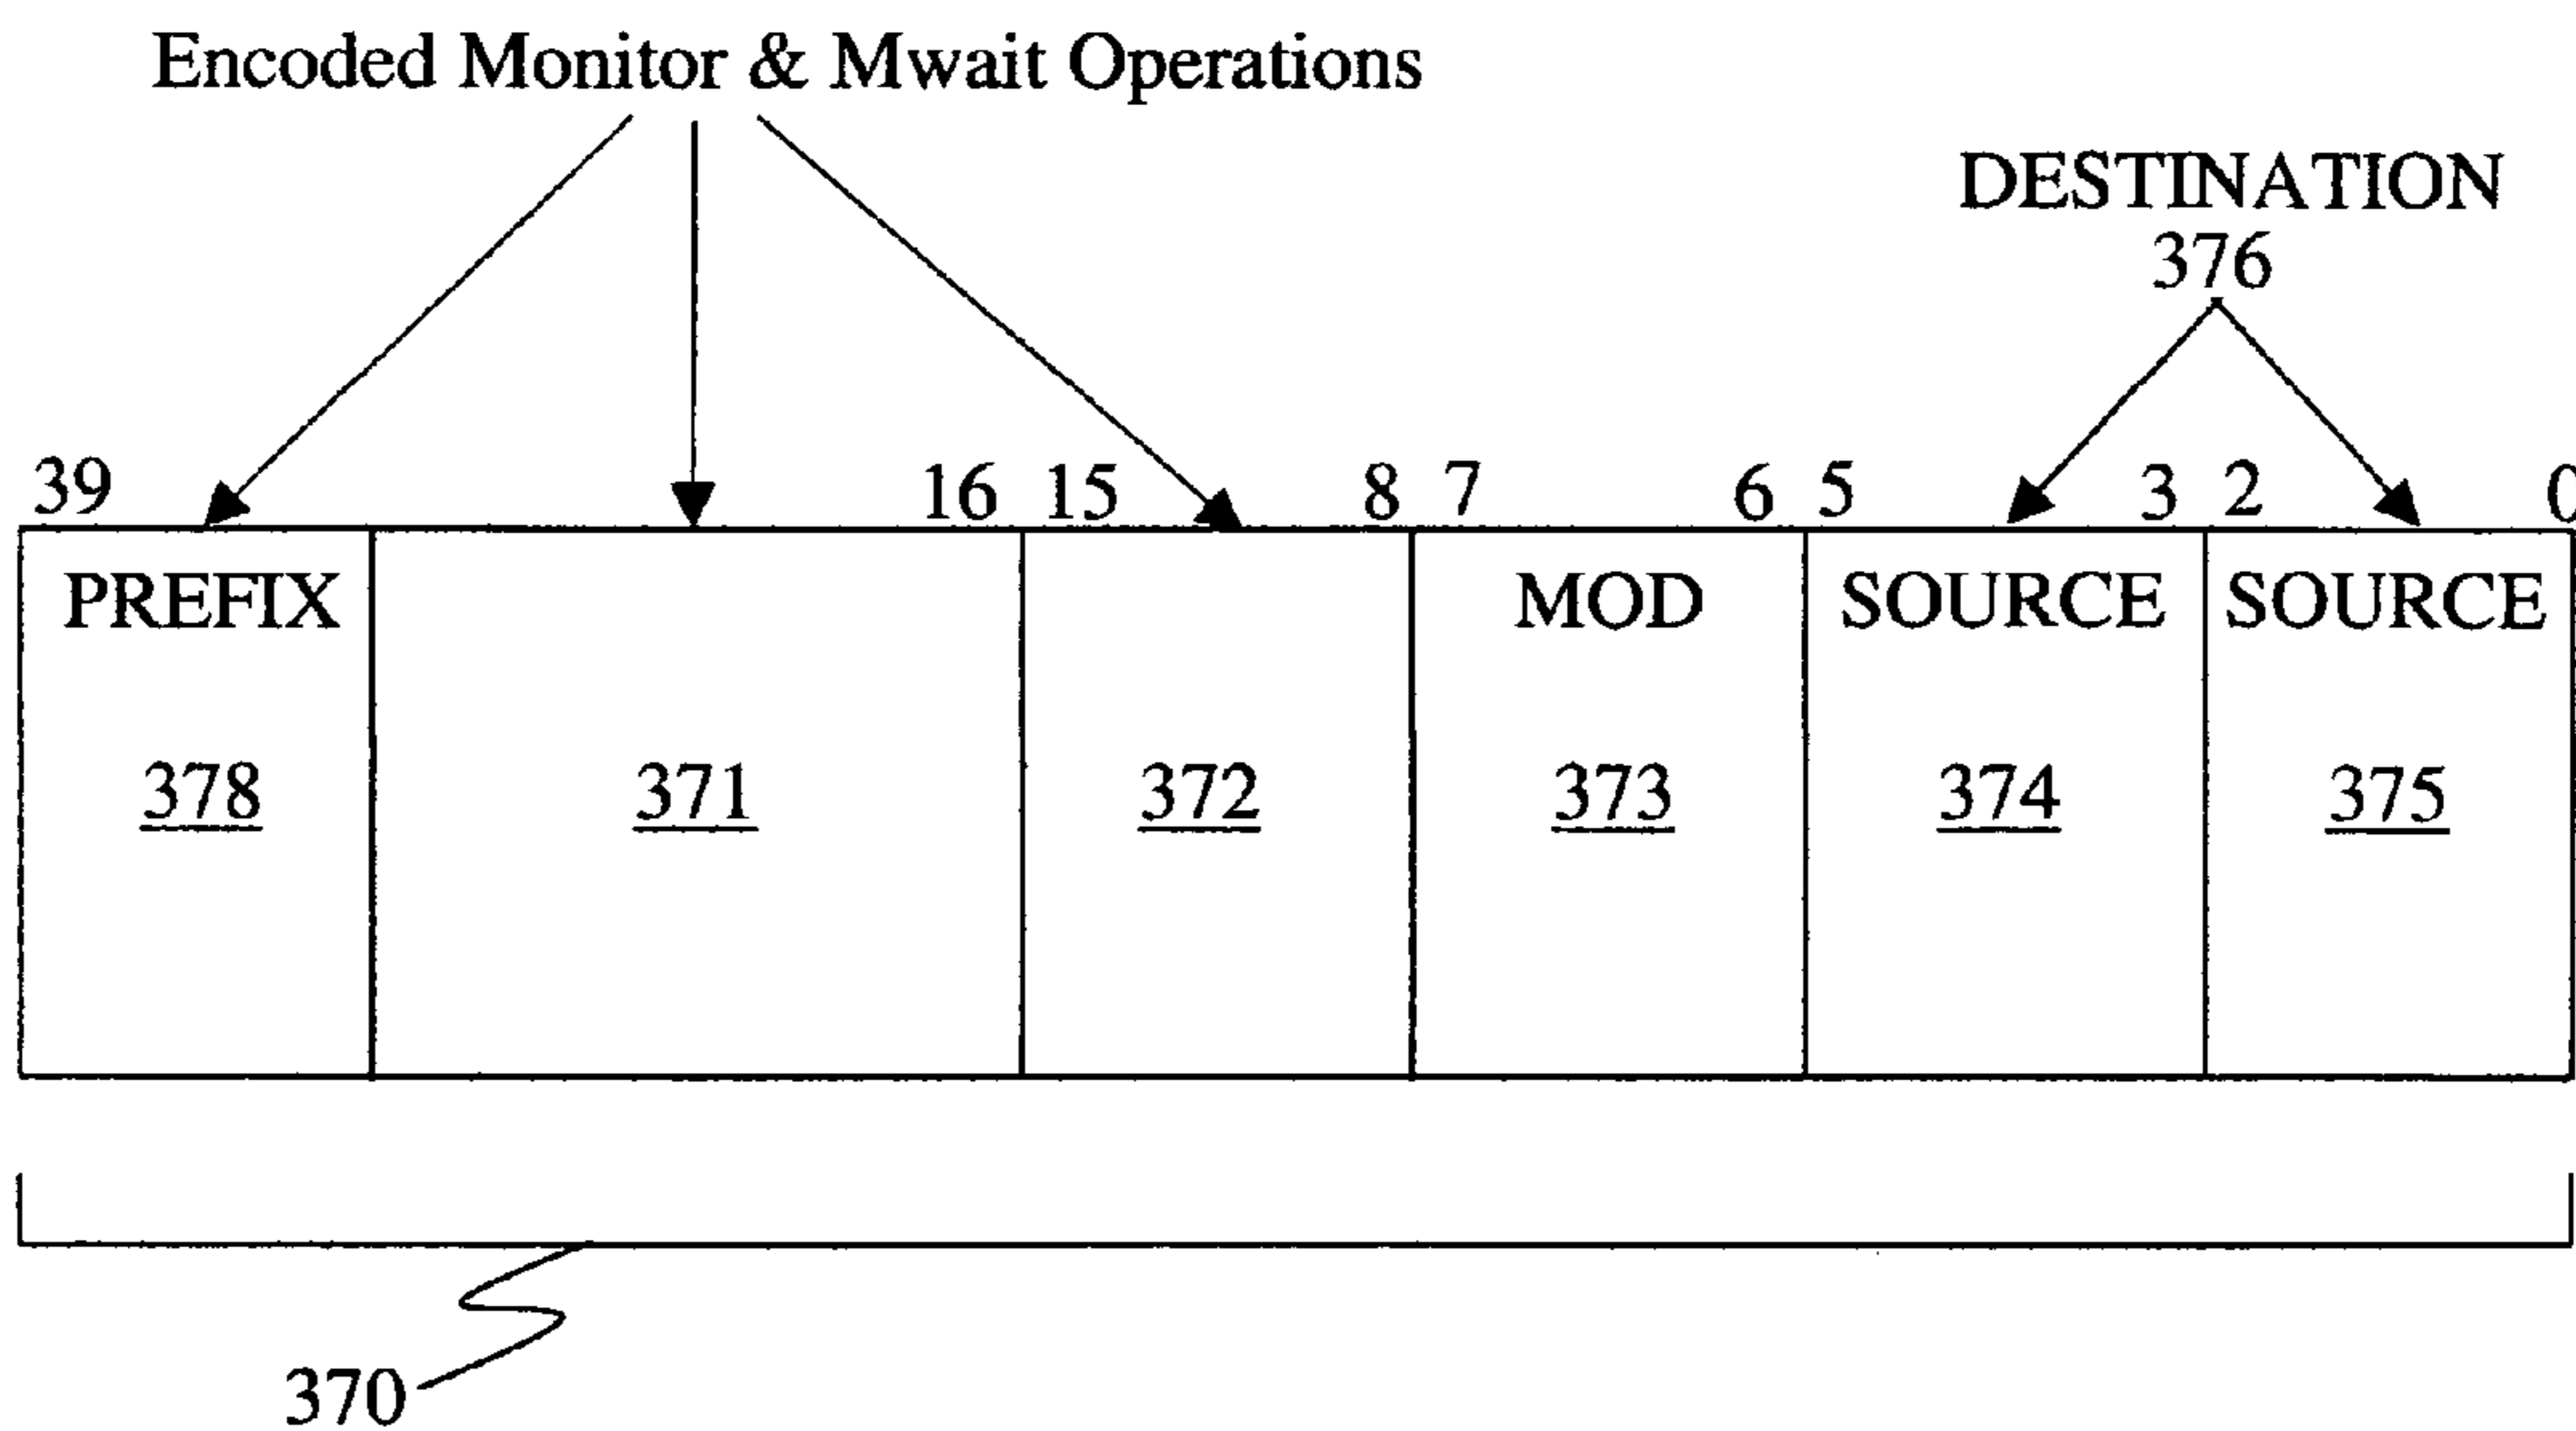 Encoded Monitor & Mwait Operations
DESTINATION
376
39 16 15 8 7 6 5 3 2 0
PREFIX MOD SOURCE SOURCE
378 371 372 373 374 375
370